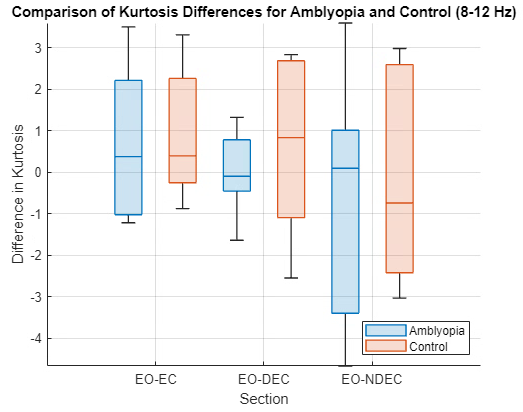 Comparison of Kurtosis Differences for Amblyopia and Control (8-12 Hz)
3
2
1
0
-1
-2
-3
-4
Difference in Kurtosis
EO-EC EO-DEC EO-NDEC
Section
Amblyopia
Control